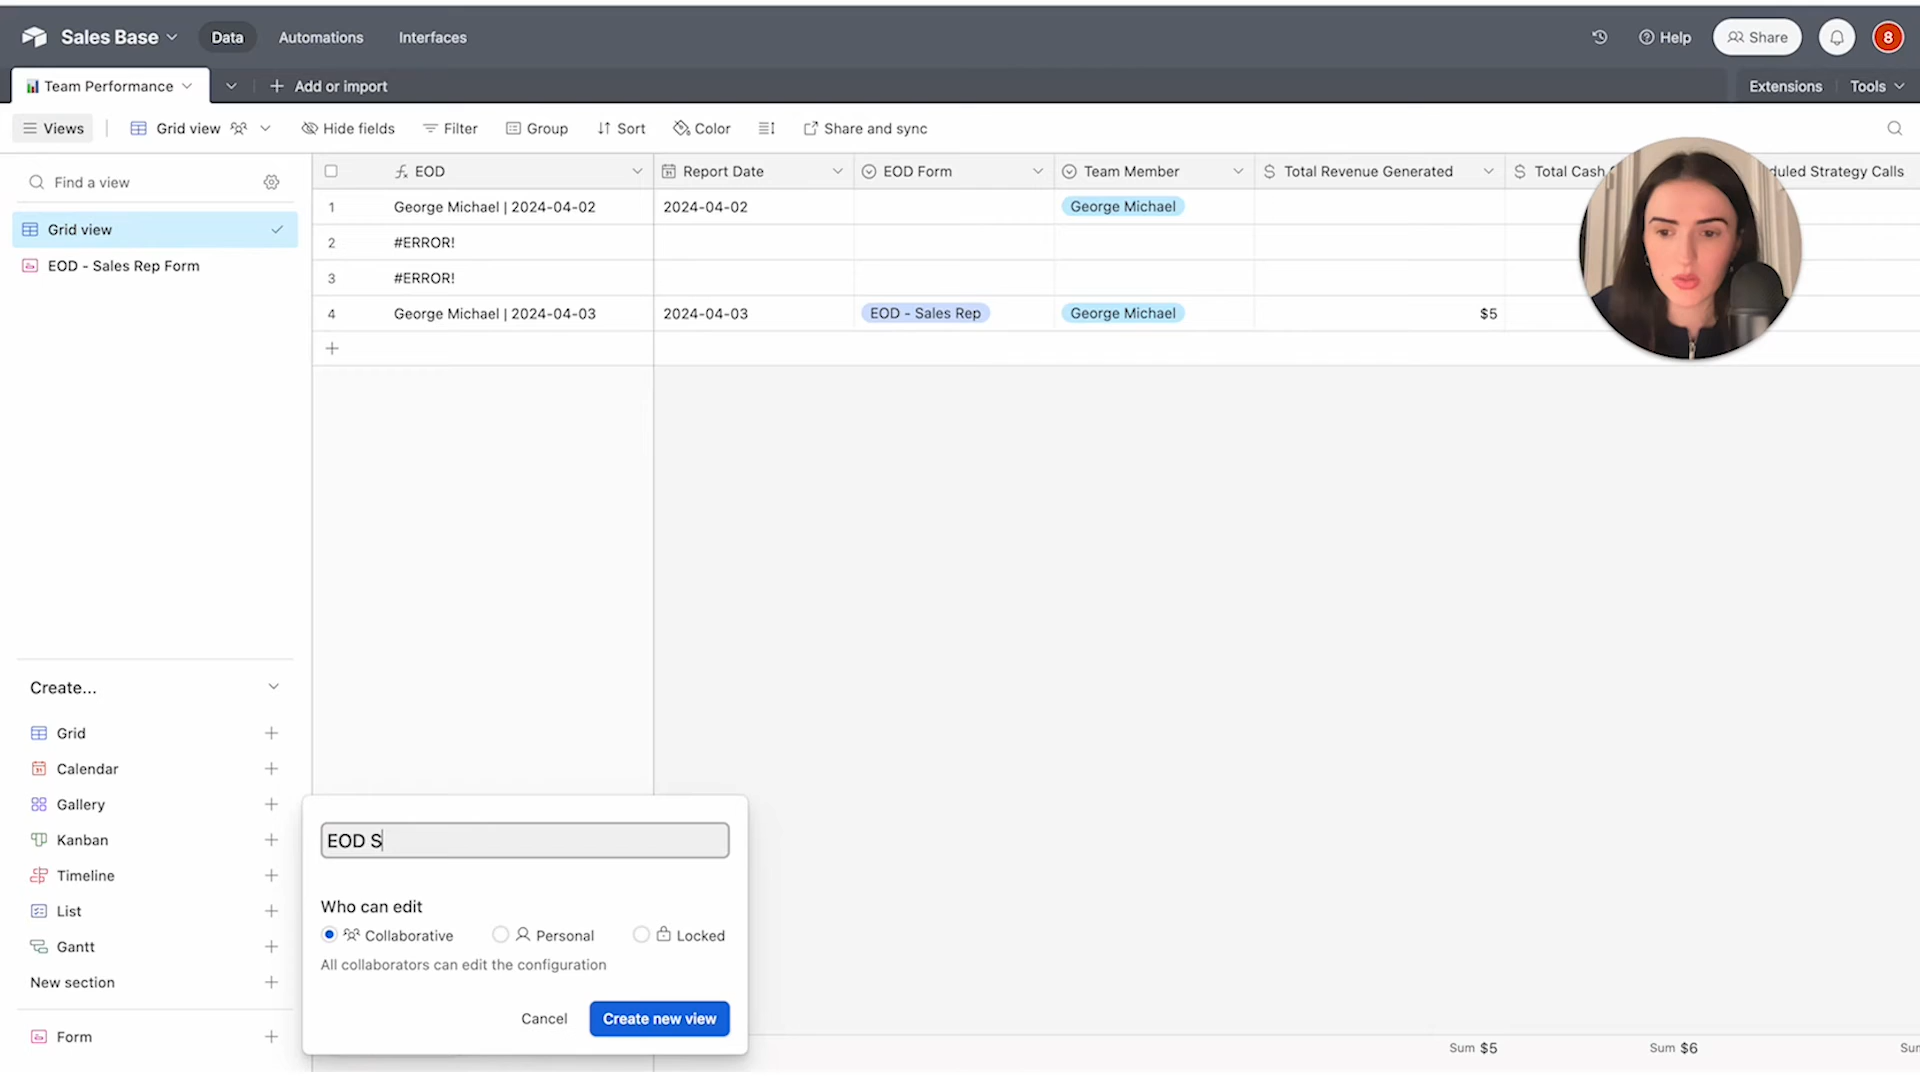 Sales Base
Data
Automations
Interfaces
Help
Share
8
Team Performance
Add or import
Extensions
Tools
Views
Grid view
Hide fields
Filter
Group
Sort
Color
Share and sync
Find a view
Grid view
EOD - Sales Rep Form
EOD
Report Date
EOD Form
Team Member
Total Revenue Generated
Total Cash
Strategy Calls
1
George Michael | 2024-04-02
2024-04-02
George Michael
2
#ERROR!
3
#ERROR!
4
George Michael | 2024-04-03
2024-04-03
EOD - Sales Rep
George Michael
$5
Create...
Grid
Calendar
Gallery
Kanban
Timeline
List
Gantt
New section
Form
EOD S
Who can edit
Collaborative
Personal
Locked
All collaborators can edit the configuration
Cancel
Create new view
Sum $5
Sum $6